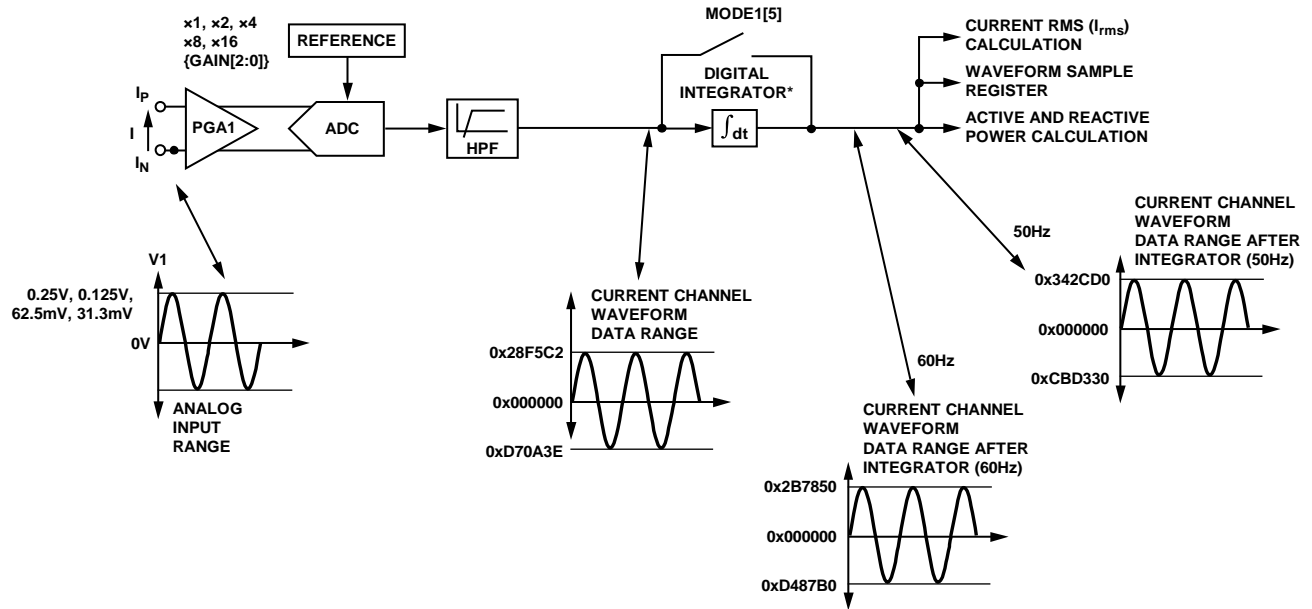 ×1, ×2, ×4
×8, ×16
{GAIN[2:0]}
REFERENCE
MODE1[5]
CURRENT RMS (Irms)
CALCULATION
DIGITAL
INTEGRATOR*
WAVEFORM SAMPLE
REGISTER
IP
I
IN
PGA1
ADC
HPF
∫dt
ACTIVE AND REACTIVE
POWER CALCULATION
50Hz
CURRENT CHANNEL
WAVEFORM
DATA RANGE AFTER
INTEGRATOR (50Hz)
0x342CD0
0x000000
0xCBD330
V1
0.25V, 0.125V,
62.5mV, 31.3mV
0V
ANALOG
INPUT
RANGE
CURRENT CHANNEL
WAVEFORM
DATA RANGE
0x28F5C2
0x000000
0xD70A3E
60Hz
CURRENT CHANNEL
WAVEFORM
DATA RANGE AFTER
INTEGRATOR (60Hz)
0x2B7850
0x000000
0xD487B0